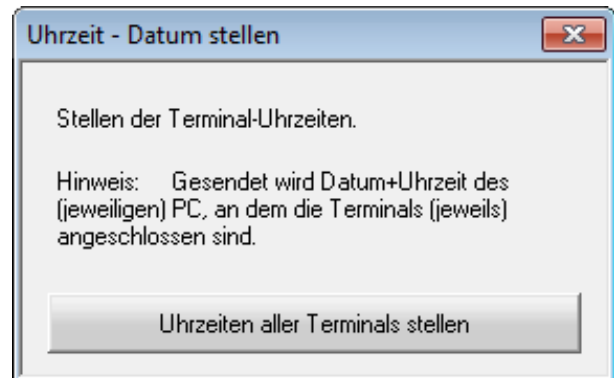 Uhrzeit - Datum stellen
Stellen der Terminal-Uhrzeiten.
Hinweis: Gesendet wird Datum+Uhrzeit des
(jeweiligen) PC, an dem die Terminals (jeweils)
angeschlossen sind.
Uhrzeiten aller Terminals stellen